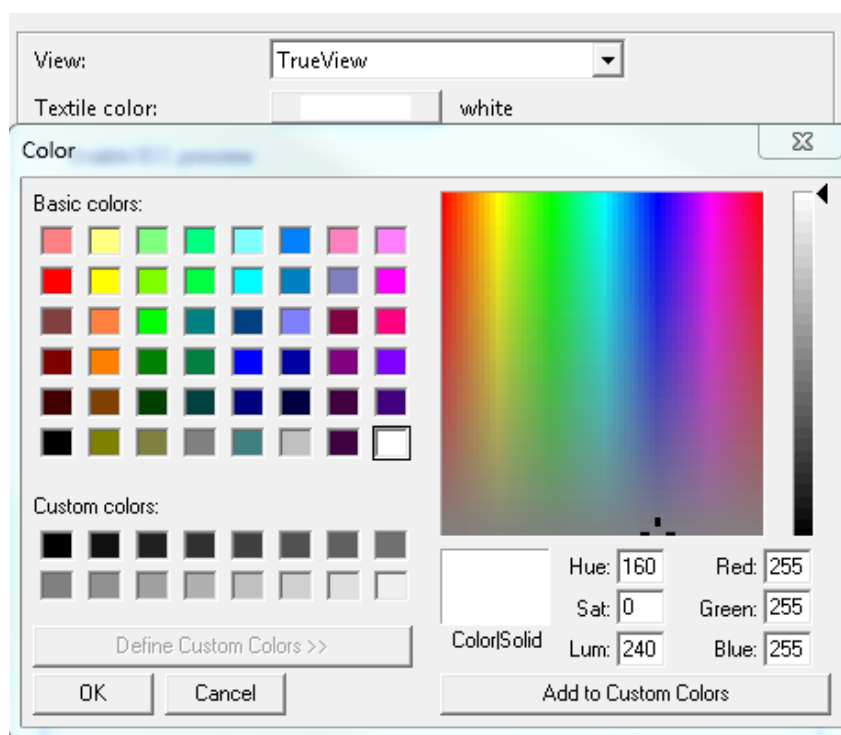 View: TrueView
Textile color: white
Color
Basic colors:
Custom colors:
Define Custom Colors >>
OK Cancel
Color|Solid
Hue: 160 Red: 255
Sat: 0 Green: 255
Lum: 240 Blue: 255
Add to Custom Colors